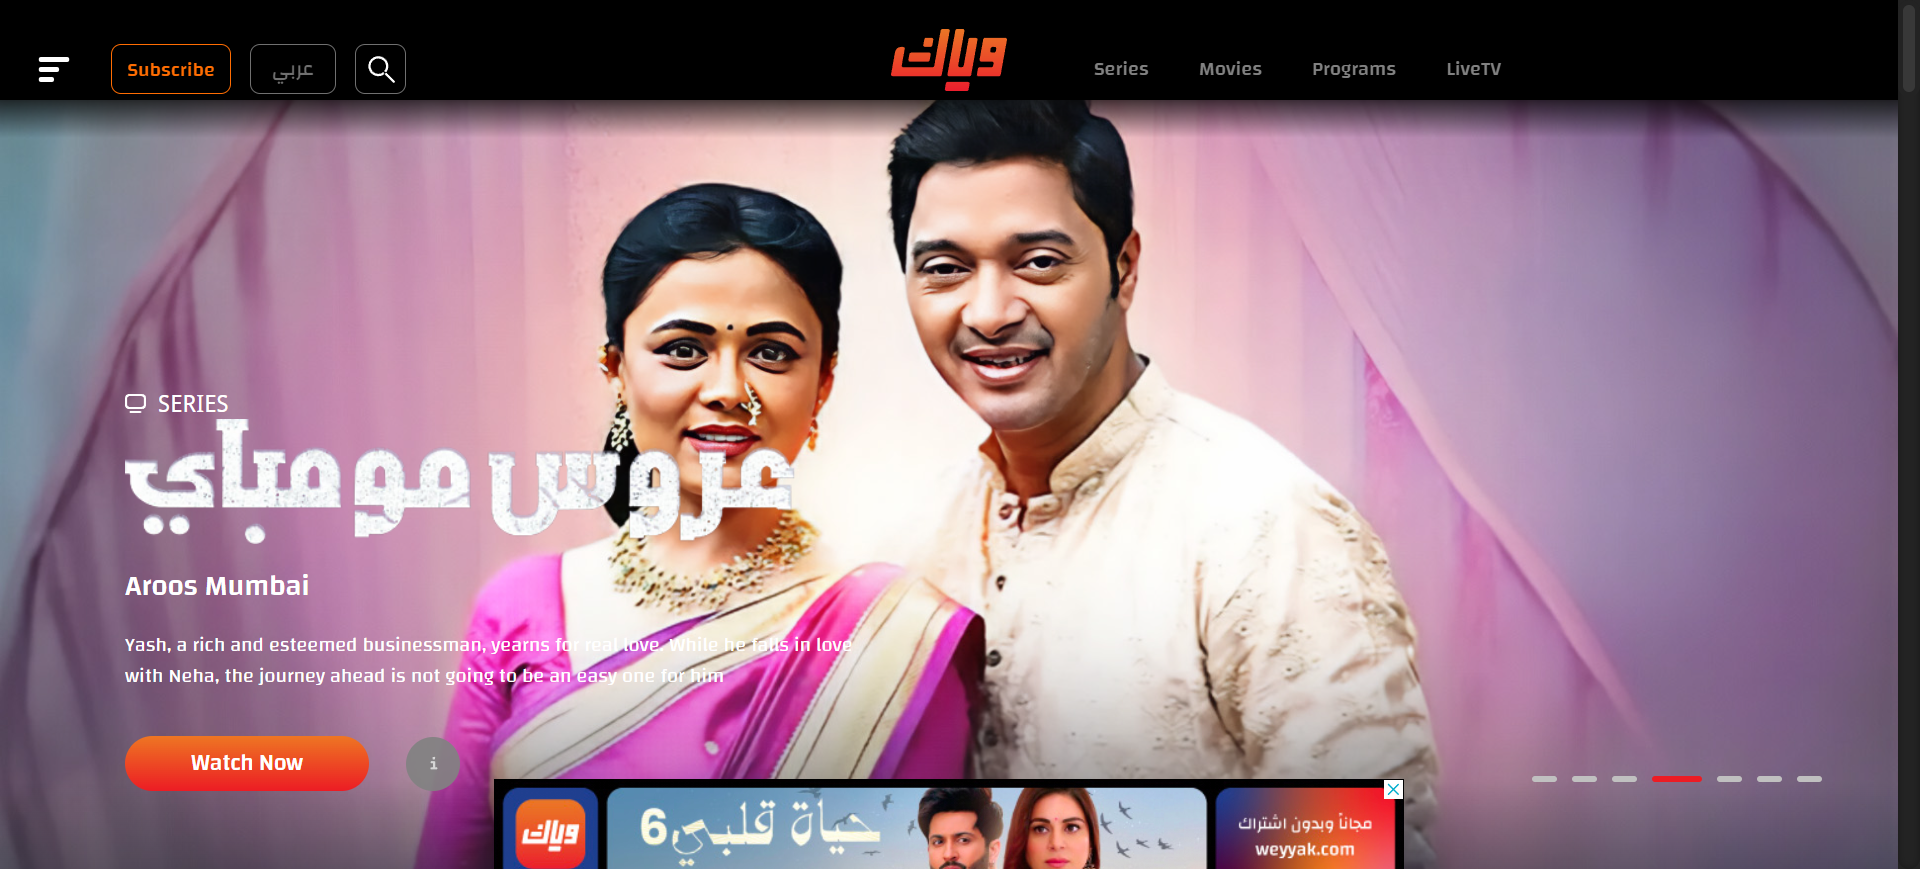 Subscribe
عربي
وياك
Series
Movies
Programs
LiveTV
SERIES
عروس مومباي
Aroos Mumbai
Yash, a rich and esteemed businessman, yearns for real love. While he falls in love
with Neha, the journey ahead is not going to be an easy one for him
Watch Now
i
وياك
حياة قلبي 6
مجاناً وبدون اشتراك
weyyak.com